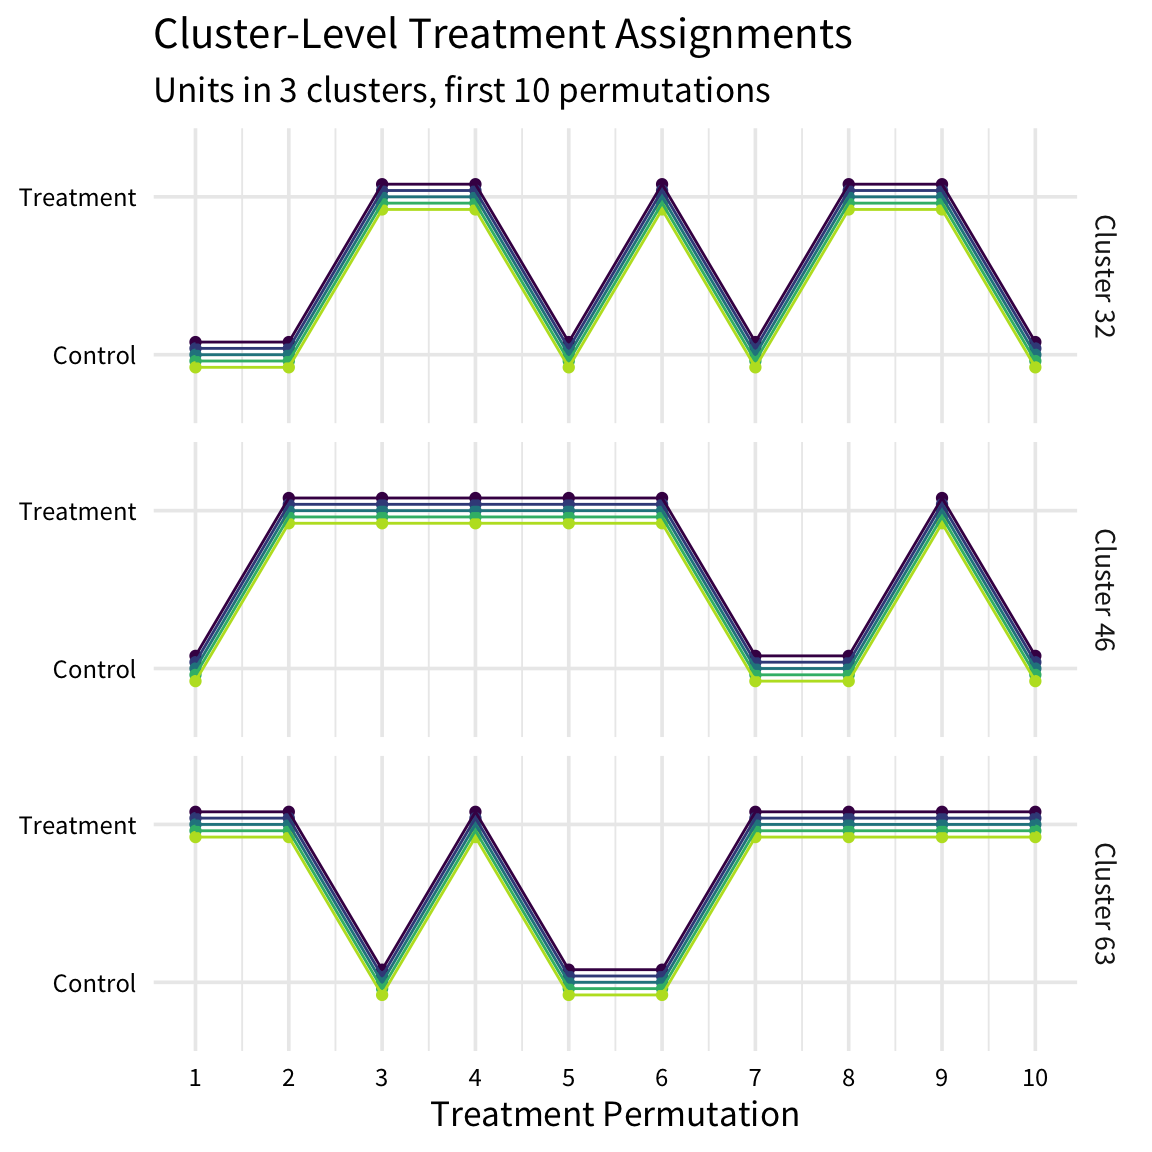 Cluster-Level Treatment Assignments
Units in 3 clusters, first 10 permutations
Treatment
Control
Cluster 32
Treatment
Control
Cluster 46
Treatment
Control
Cluster 63
1 2 3 4 5 6 7 8 9 10
Treatment Permutation